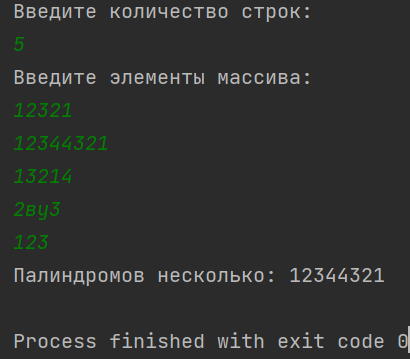 Введите количество строк:
5
Введите элементы массива:
12321
12344321
13214
2ву3
123
Палиндромов несколько: 12344321
Process finished with exit code 0